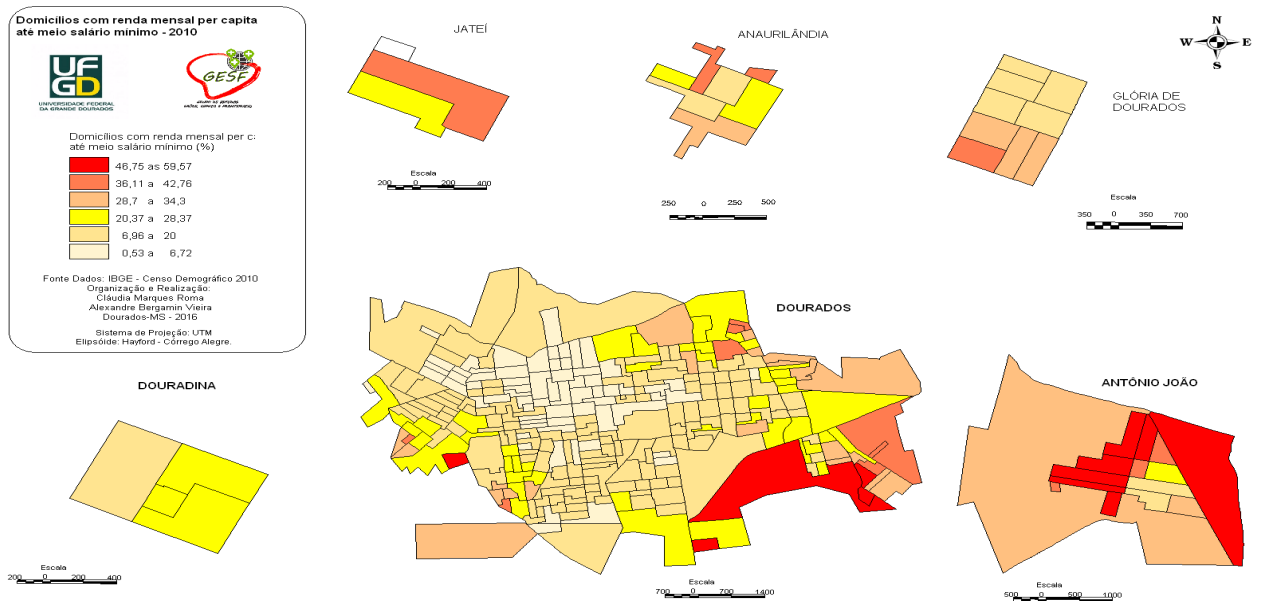 Domicílios com renda mensal per capita
até meio salário mínimo - 2010
UFGD
UNIVERSIDADE FEDERAL
DA GRANDE DOURADOS
GESF
Domicílios com renda mensal per c
até meio salário mínimo (%)
46,75 as 59,57
36,11 a 42,76
28,7 a 34,3
20,37 a 28,37
6,96 a 20
0,53 a 6,72
Fonte Dados: IBGE - Censo Demográfico 2010
Organização e Realização:
Cláudia Marques Roma
Alexandre Bergamin Vieira
Dourados-MS - 2016
Sistema de Projeção: UTM
Elipsóide: Hayford - Córrego Alegre.
JATEÍ
Escala
200 0 200 400
ANAURILÂNDIA
250 0 250 500
N
W E
S
GLÓRIA DE
DOURADOS
Escala
350 0 350 700
DOURADINA
Escala
200 0 200 400
DOURADOS
Escala
700 0 700 1400
ANTÔNIO JOÃO
Escala
500 0 500 1000